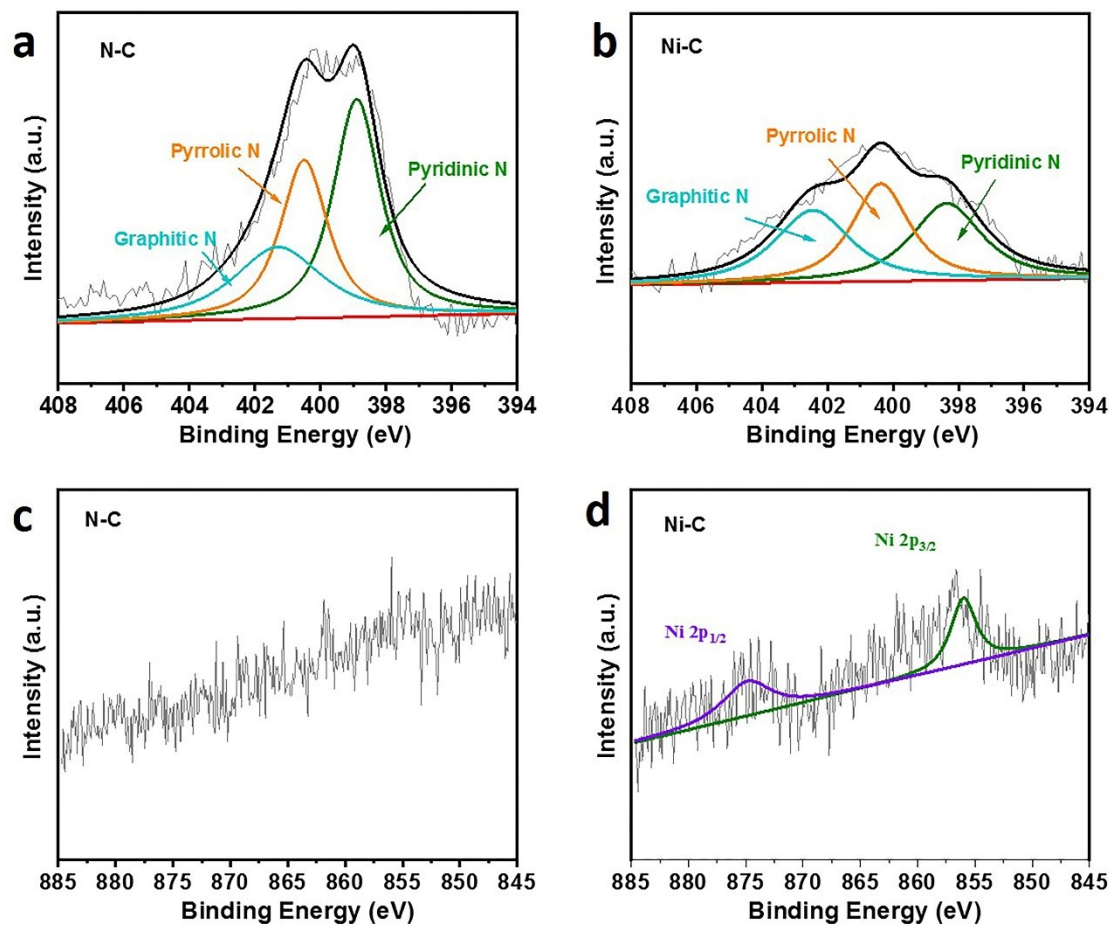 a
N-C
Pyrrolic N
Pyridinic N
Graphitic N
Intensity (a.u.)
408 406 404 402 400 398 396 394
Binding Energy (eV)
b
Ni-C
Pyrrolic N
Pyridinic N
Graphitic N
Intensity (a.u.)
408 406 404 402 400 398 396 394
Binding Energy (eV)
c
N-C
Intensity (a.u.)
885 880 875 870 865 860 855 850 845
Binding Energy (eV)
d
Ni-C
Ni 2p3/2
Ni 2p1/2
Intensity (a.u.)
885 880 875 870 865 860 855 850 845
Binding Energy (eV)